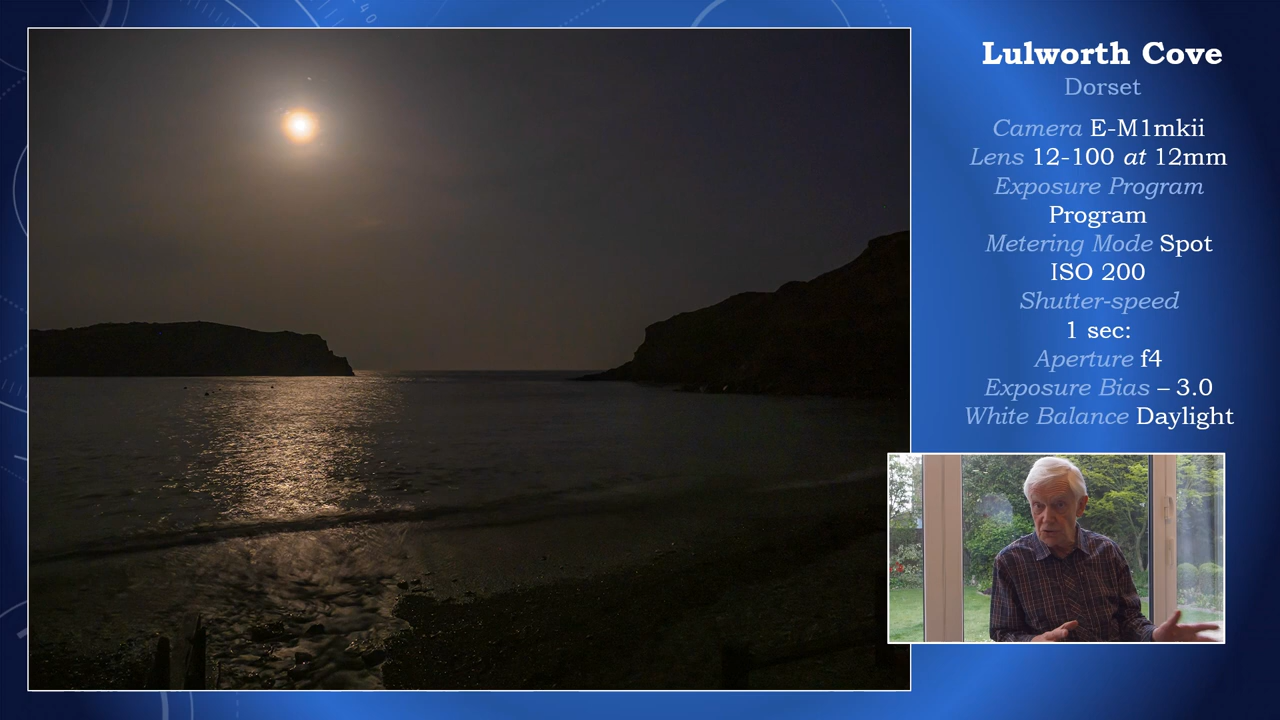 Lulworth Cove
Dorset
Camera E-M1mkii
Lens 12-100 at 12mm
Exposure Program
Program
Metering Mode Spot
ISO 200
Shutter-speed
1 sec:
Aperture f4
Exposure Bias – 3.0
White Balance Daylight
40